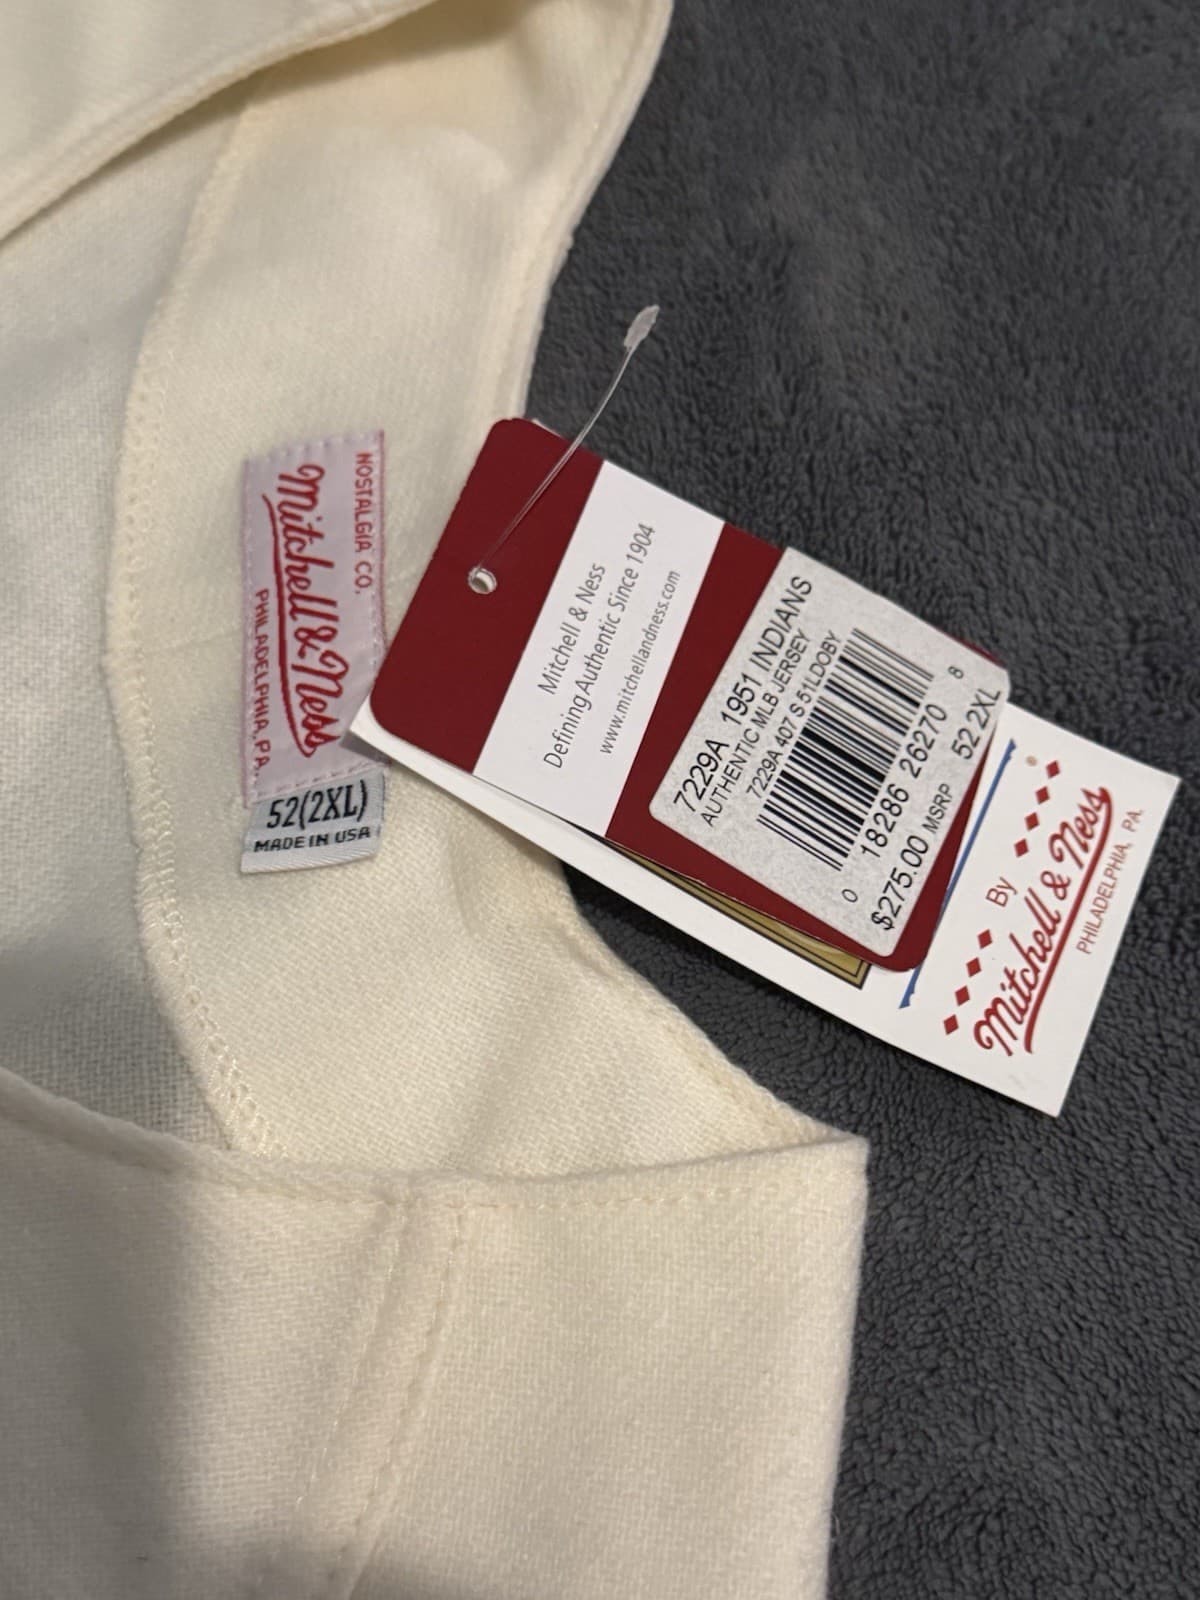 NOSTALGIA CO.
Mitchell & Ness
PHILADELPHIA, PA.
52(2XL)
MADE IN USA
Mitchell & Ness
Defining Authentic Since 1904
www.mitchellandness.com
7229A 1951 INDIANS
AUTHENTIC MLB JERSEY
7229A 407 S 51LDOBY
0 18286 26270 8
$275.00 MSRP 52 2XL
By
Mitchell & Ness
PHILADELPHIA, PA.